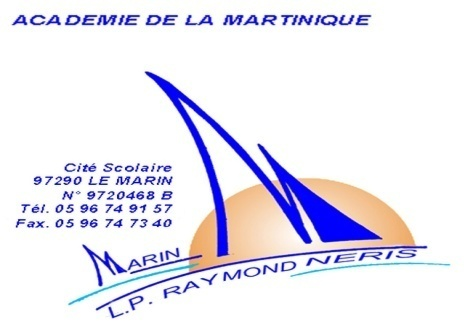 ACADEMIE DE LA MARTINIQUE
Cité Scolaire
97290 LE MARIN
N° 9720468 B
Tél. 05 96 74 91 57
Fax. 05 96 74 73 40
MARIN
L.P. RAYMOND NERIS